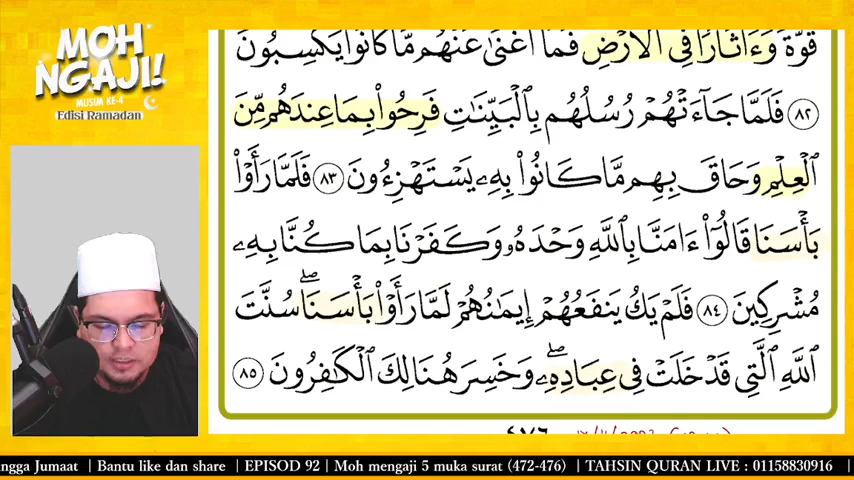 MOH
NGAJI!
MUSIM KE-4
Edisi Ramadan
قُوَّةً وَءَاثَارًا فِى ٱلْأَرْضِ فَمَآ أَغْنَىٰ عَنْهُم مَّا كَانُوا۟ يَكْسِبُونَ
٨٢ فَلَمَّا جَآءَتْهُمْ رُسُلُهُم بِٱلْبَيِّنَٰتِ فَرِحُوا۟ بِمَا عِندَهُم مِّنَ
ٱلْعِلْمِ وَحَاقَ بِهِم مَّا كَانُوا۟ بِهِۦ يَسْتَهْزِءُونَ ٨٣ فَلَمَّا رَأَوْا۟
بَأْسَنَا قَالُوٓا۟ ءَامَنَّا بِٱللَّهِ وَحْدَهُۥ وَكَفَرْنَا بِمَا كُنَّا بِهِۦ
مُشْرِكِينَ ٨٤ فَلَمْ يَكُ يَنفَعُهُمْ إِيمَٰنُهُمْ لَمَّا رَأَوْا۟ بَأْسَنَا ۖ سُنَّتَ
ٱللَّهِ ٱلَّتِى قَدْ خَلَتْ فِى عِبَادِهِۦ ۖ وَخَسِرَ هُنَالِكَ ٱلْكَٰفِرُونَ ٨٥
ngga Jumaat | Bantu like dan share | EPISOD 92 | Moh mengaji 5 muka surat (472-476) | TAHSIN QURAN LIVE : 01158830916 |